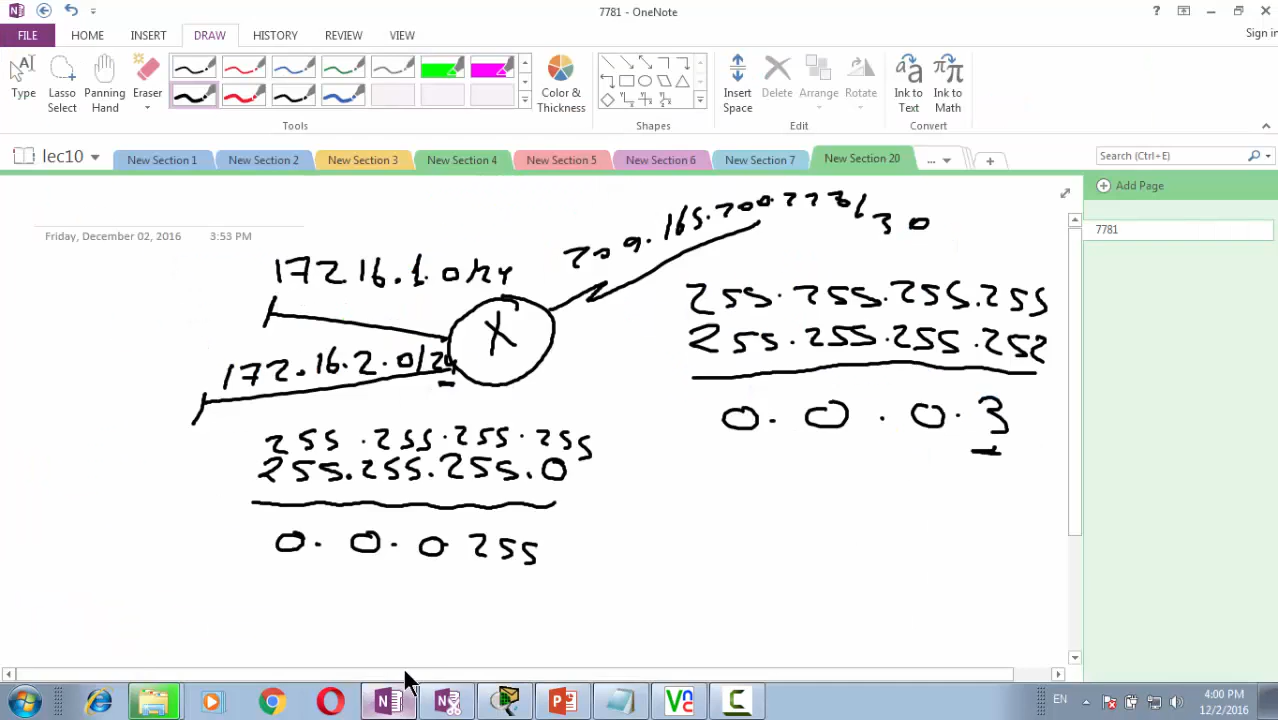 7781 - OneNote
Sign in
FILE HOME INSERT DRAW HISTORY REVIEW VIEW
Type
Lasso Select
Panning Hand
Eraser
Color & Thickness
Insert Space
Delete
Arrange
Rotate
Ink to Text
Ink to Math
Tools
Shapes
Edit
Convert
lec10
New Section 1
New Section 2
New Section 3
New Section 4
New Section 5
New Section 6
New Section 7
New Section 20
...
Search (Ctrl+E)
Add Page
7781
Friday, December 02, 2016 3:53 PM
172 16.1.0/24
172.16.2.0/24
X
255.255.255.255
255.255.255.0
0.0.0 255
255.255.255.255
255.255.255.252
0.0.0.3
EN
4:00 PM
12/2/2016